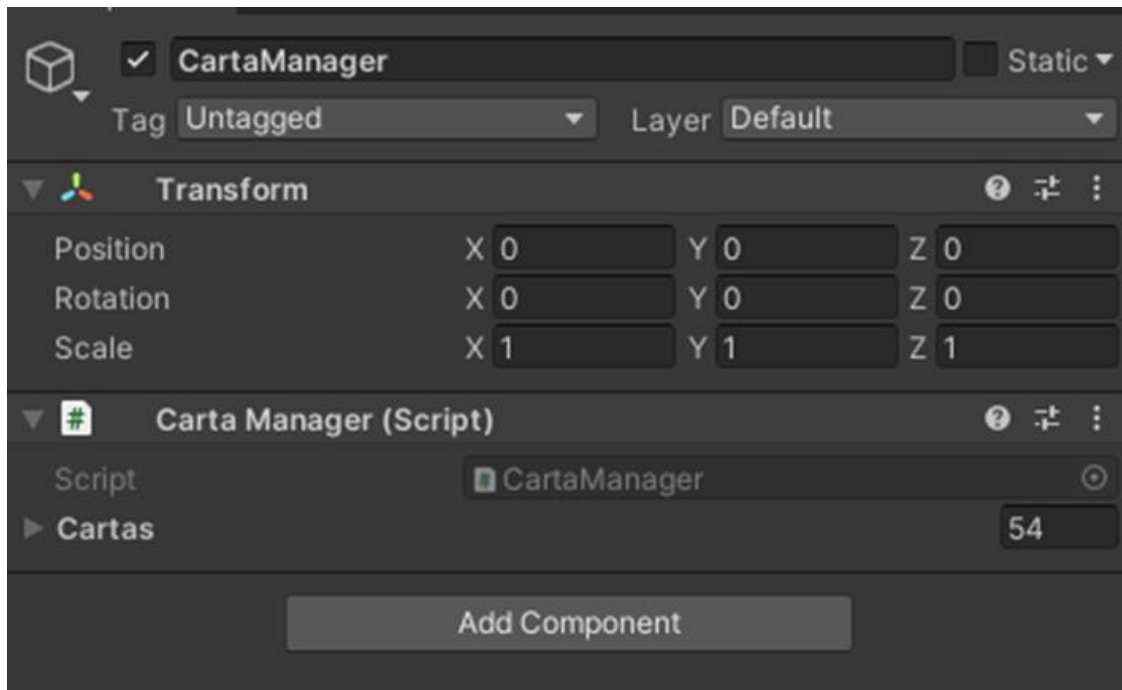 CartaManager Static
Tag Untagged Layer Default
Transform
Position X 0 Y 0 Z 0
Rotation X 0 Y 0 Z 0
Scale X 1 Y 1 Z 1
# Carta Manager (Script)
Script # CartaManager
Cartas 54
Add Component